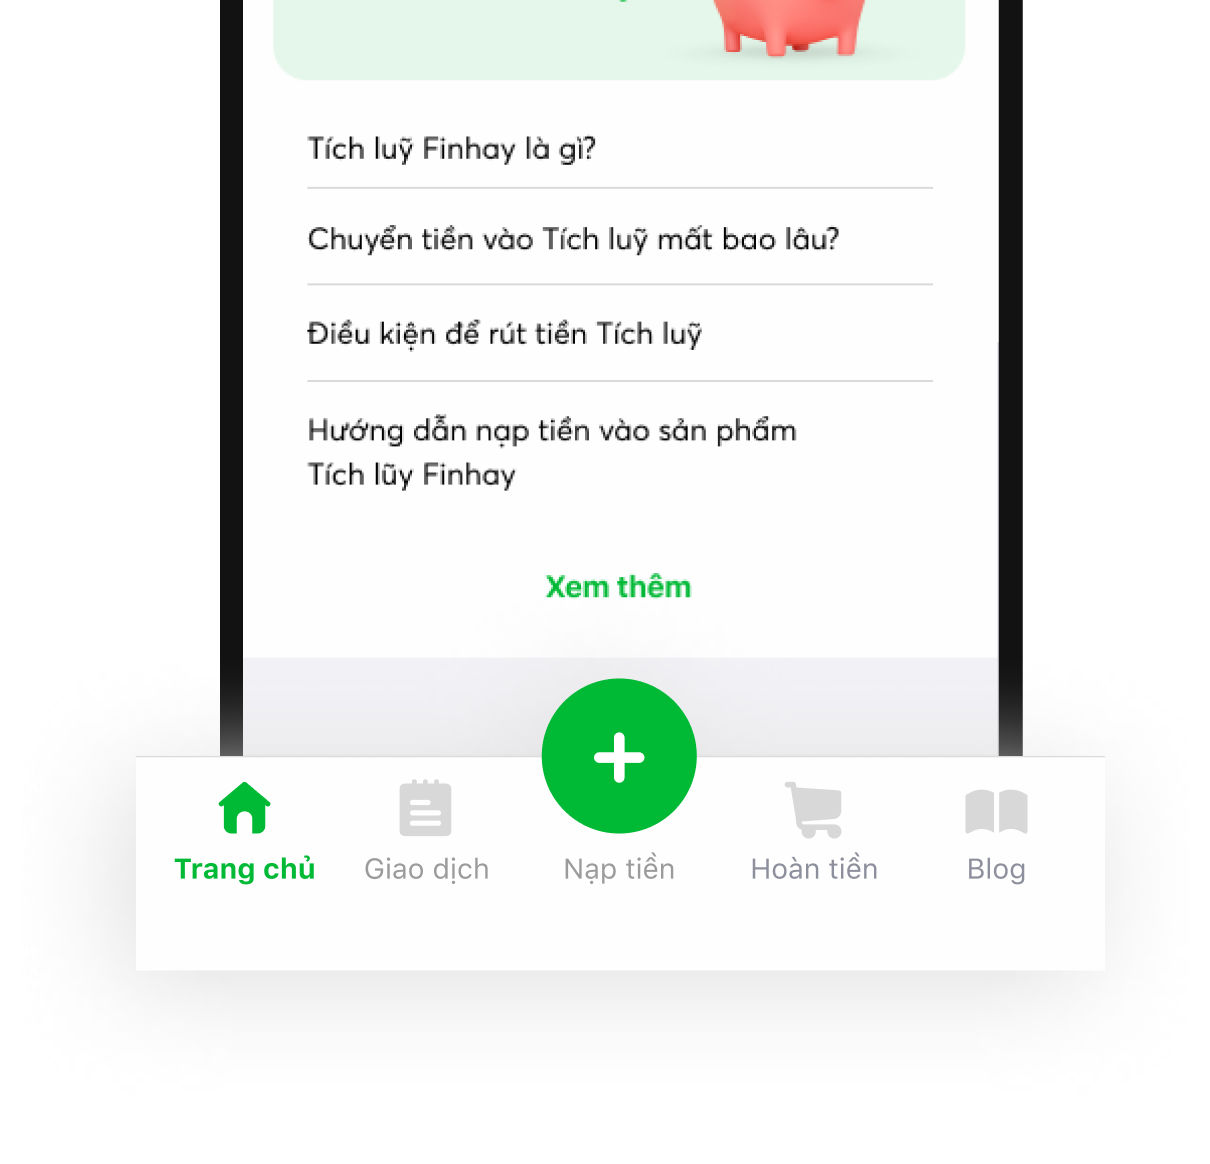 Tích luỹ Finhay là gì?
Chuyển tiền vào Tích luỹ mất bao lâu?
Điều kiện để rút tiền Tích luỹ
Hướng dẫn nạp tiền vào sản phẩm
Tích lũy Finhay
Xem thêm
Trang chủ
Giao dịch
Nạp tiền
Hoàn tiền
Blog